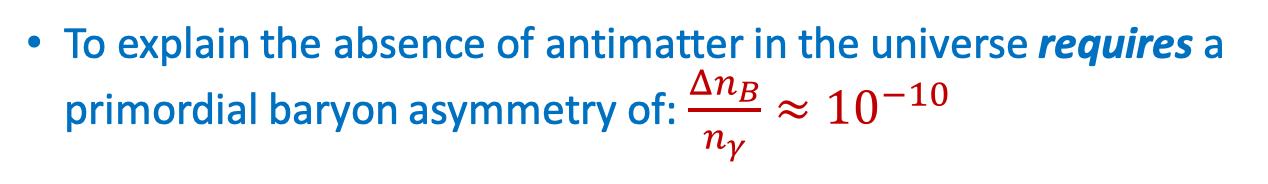 • To explain the absence of antimatter in the universe requires a
primordial baryon asymmetry of: Δn_B/n_γ ≈ 10^−10